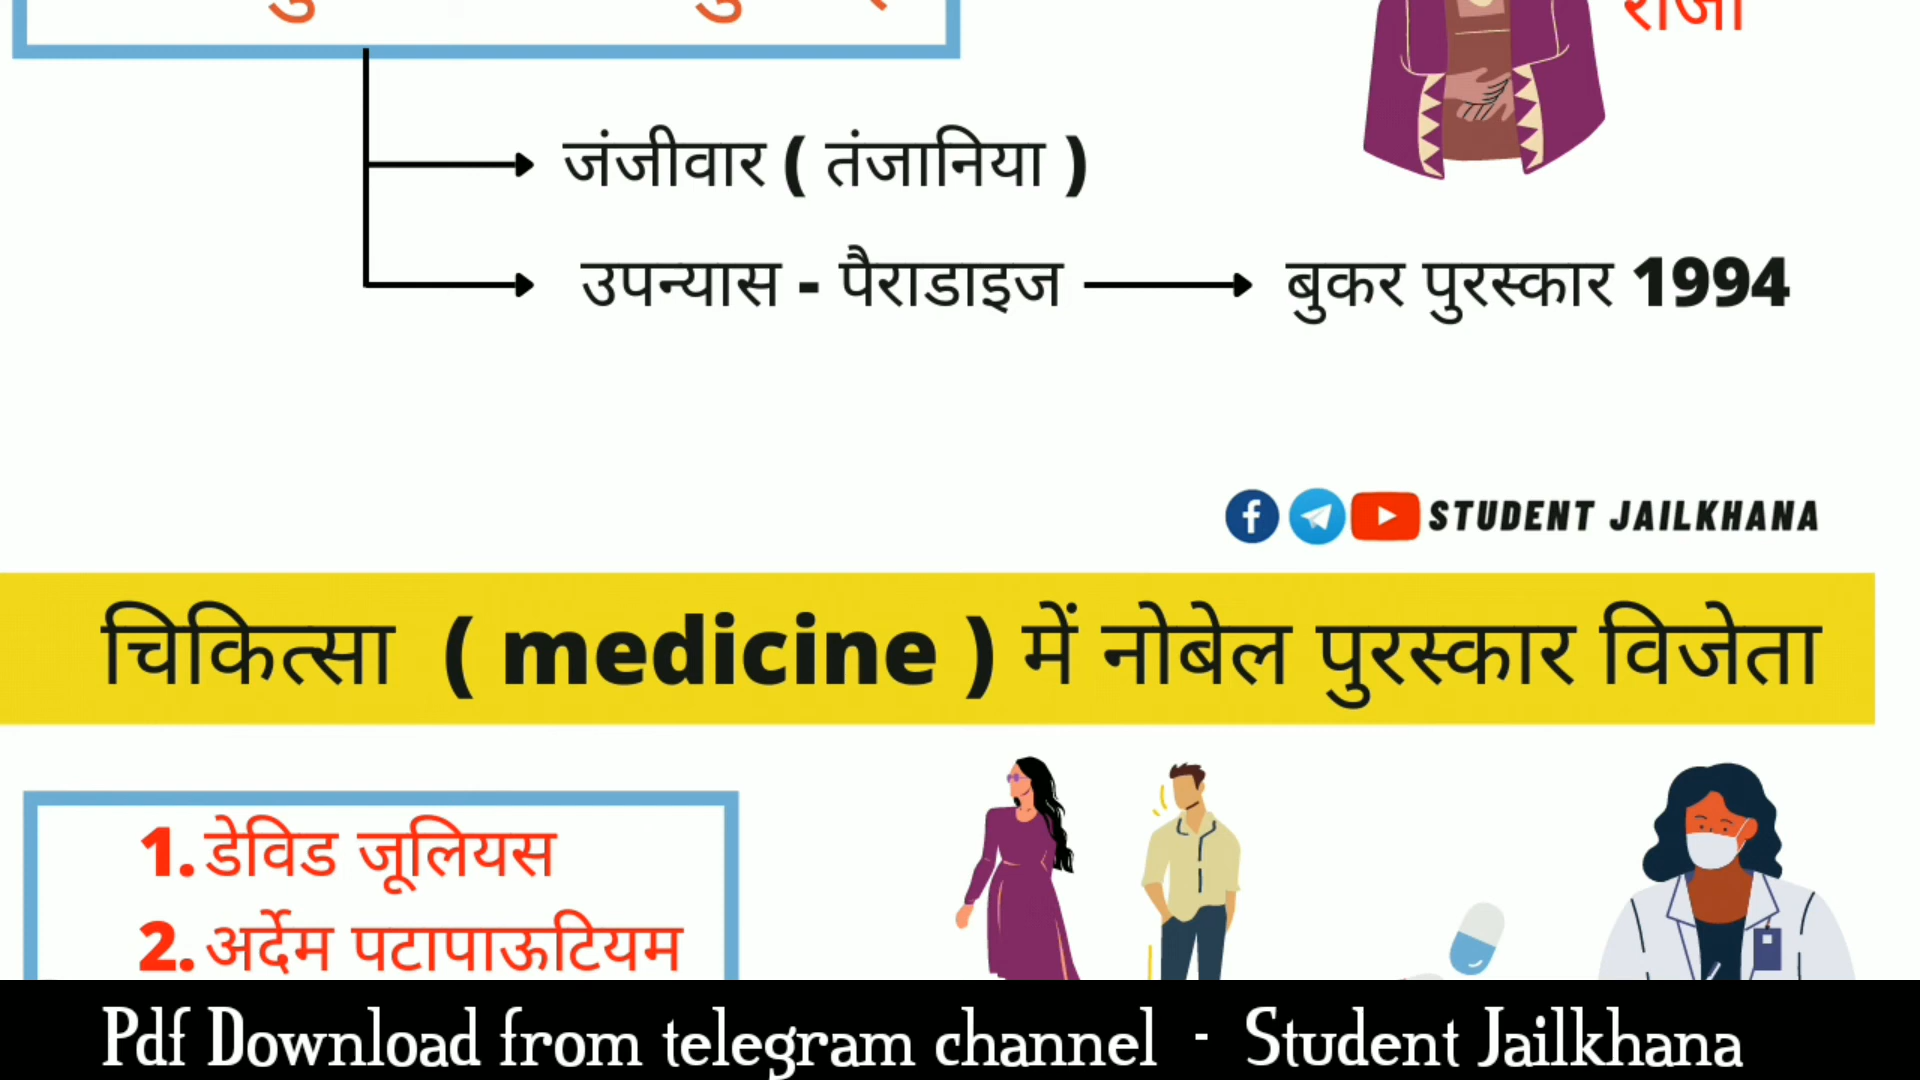 राजा
जंजीवार ( तंजानिया )
उपन्यास - पैराडाइज
बुकर पुरस्कार 1994
STUDENT JAILKHANA
चिकित्सा ( medicine ) में नोबेल पुरस्कार विजेता
1. डेविड जूलियस
2. अर्देम पटापाऊटियम
Pdf Download from telegram channel - Student Jailkhana